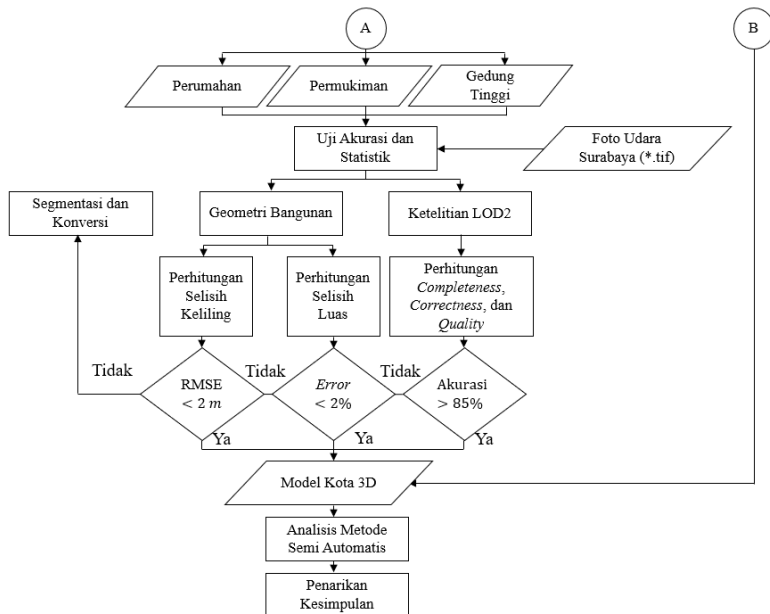 A
B
Perumahan
Permukiman
Gedung
Tinggi
Uji Akurasi dan
Statistik
Foto Udara
Surabaya (*.tif)
Segmentasi dan
Konversi
Geometri Bangunan
Ketelitian LOD2
Perhitungan
Selisih
Keliling
Perhitungan
Selisih
Luas
Perhitungan
Completeness,
Correctness, dan
Quality
Tidak
RMSE
< 2 m
Tidak
Error
< 2%
Tidak
Akurasi
> 85%
Ya
Ya
Ya
Model Kota 3D
Analisis Metode
Semi Automatis
Penarikan
Kesimpulan